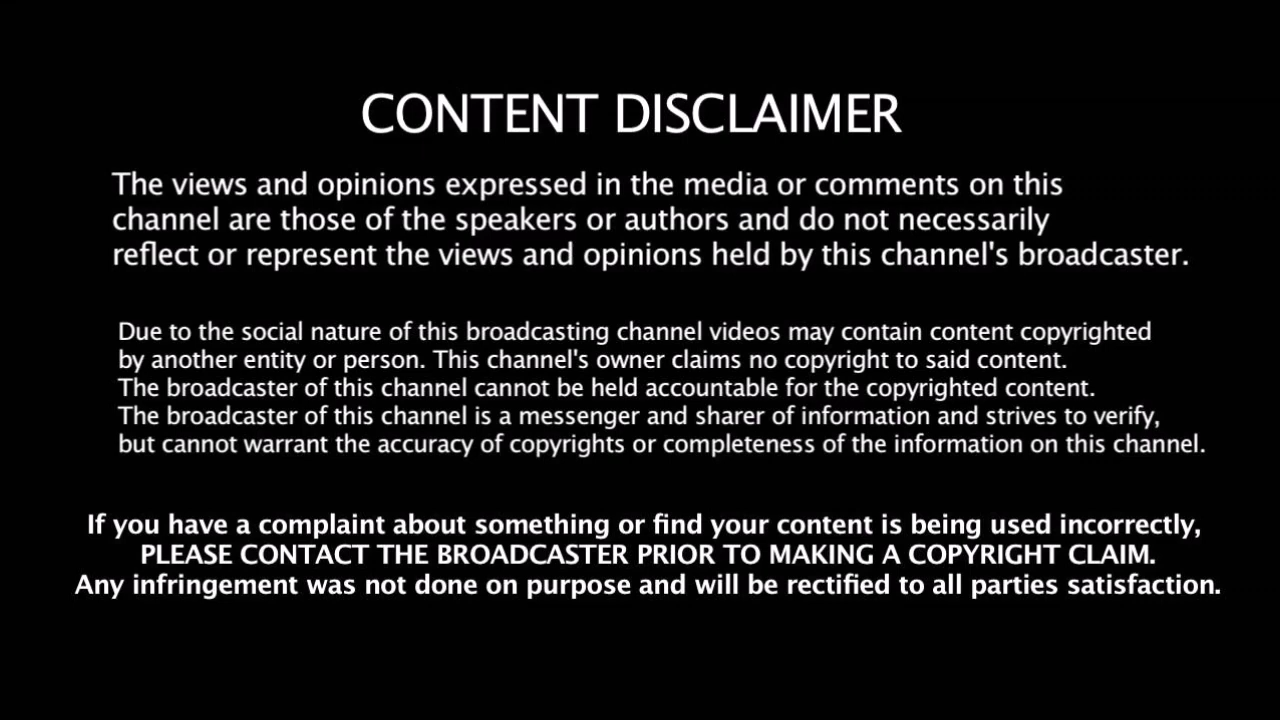 CONTENT DISCLAIMER
The views and opinions expressed in the media or comments on this
channel are those of the speakers or authors and do not necessarily
reflect or represent the views and opinions held by this channel's broadcaster.
Due to the social nature of this broadcasting channel videos may contain content copyrighted
by another entity or person. This channel's owner claims no copyright to said content.
The broadcaster of this channel cannot be held accountable for the copyrighted content.
The broadcaster of this channel is a messenger and sharer of information and strives to verify,
but cannot warrant the accuracy of copyrights or completeness of the information on this channel.
If you have a complaint about something or find your content is being used incorrectly,
PLEASE CONTACT THE BROADCASTER PRIOR TO MAKING A COPYRIGHT CLAIM.
Any infringement was not done on purpose and will be rectified to all parties satisfaction.